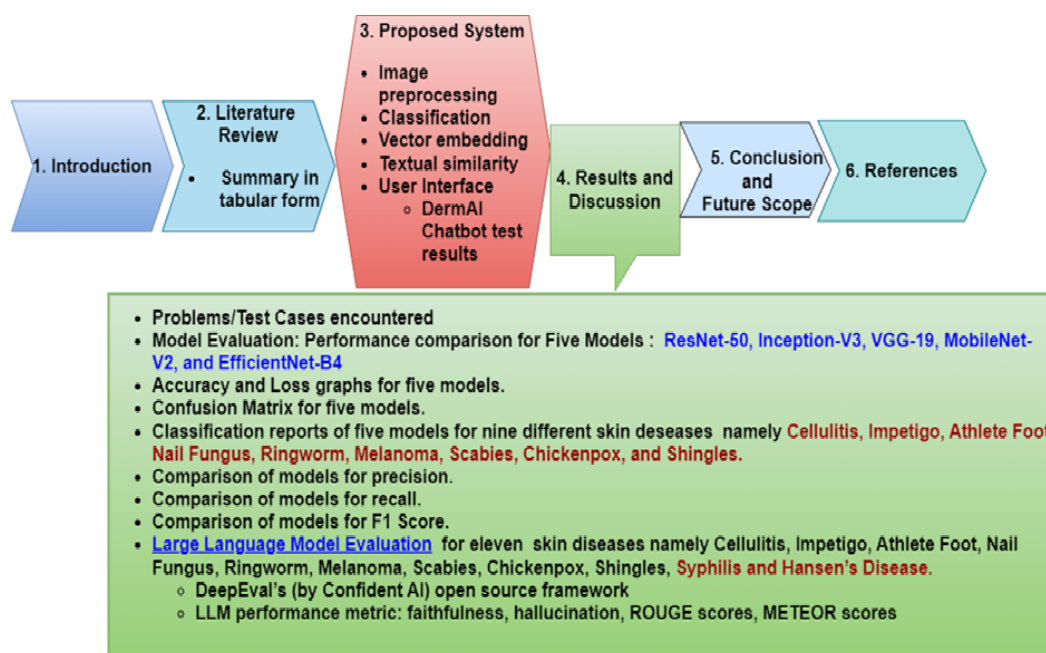 1. Introduction
2. Literature
Review
• Summary in
tabular form
3. Proposed System
• Image
preprocessing
• Classification
• Vector embedding
• Textual similarity
• User Interface
○ DermAI
Chatbot test
results
4. Results and
Discussion
5. Conclusion
and
Future Scope
6. References
• Problems/Test Cases encountered
• Model Evaluation: Performance comparison for Five Models : ResNet-50, Inception-V3, VGG-19, MobileNet-
V2, and EfficientNet-B4
• Accuracy and Loss graphs for five models.
• Confusion Matrix for five models.
• Classification reports of five models for nine different skin deseases namely Cellulitis, Impetigo, Athlete Foot
Nail Fungus, Ringworm, Melanoma, Scabies, Chickenpox, and Shingles.
• Comparison of models for precision.
• Comparison of models for recall.
• Comparison of models for F1 Score.
• Large Language Model Evaluation for eleven skin diseases namely Cellulitis, Impetigo, Athlete Foot, Nail
Fungus, Ringworm, Melanoma, Scabies, Chickenpox, Shingles, Syphilis and Hansen's Disease.
○ DeepEval's (by Confident AI) open source framework
○ LLM performance metric: faithfulness, hallucination, ROUGE scores, METEOR scores